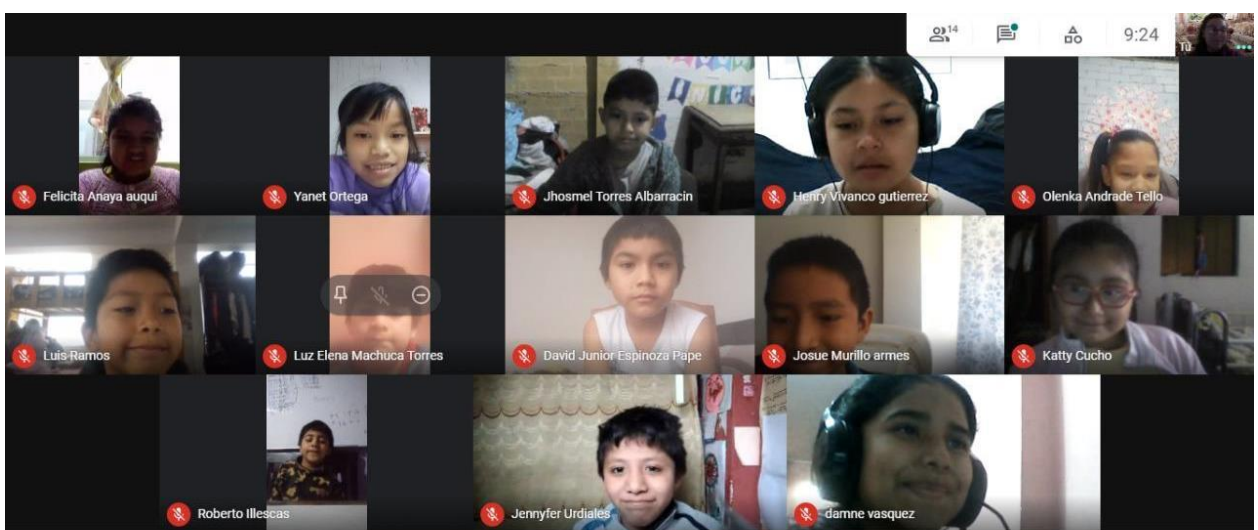 14
9:24
Tú
Felicita Anaya auqui
Yanet Ortega
Jhosmel Torres Albarracin
Henry Vivanco gutierrez
Olenka Andrade Tello
Luis Ramos
Luz Elena Machuca Torres
David Junior Espinoza Pape
Josue Murillo armes
Katty Cucho
Roberto Illescas
Jennyfer Urdiales
damne vasquez